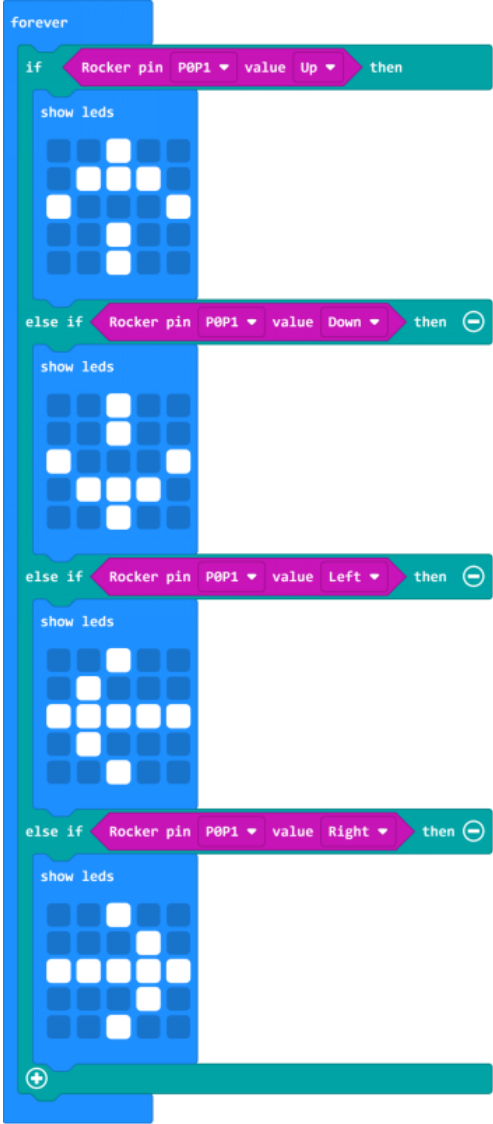 forever
if Rocker pin P0P1 value Up then
show leds
else if Rocker pin P0P1 value Down then
show leds
else if Rocker pin P0P1 value Left then
show leds
else if Rocker pin P0P1 value Right then
show leds